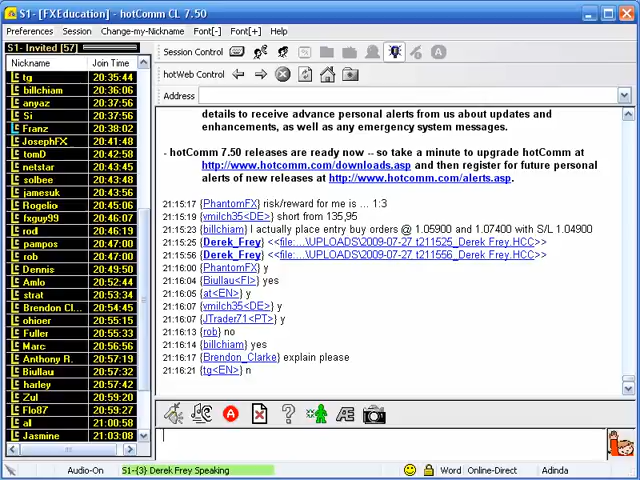 S1- [FXEducation] - hotComm CL 7.50
Preferences Session Change-my-Nickname Font[-] Font[+] Help
S1- Invited [57]
Session Control
Nickname Join Time
hotWeb Control
Address
tg 20:35:44
billchiam 20:36:06
anyaz 20:37:56
Si 20:37:56
Franz 20:38:02
JosephFX 20:41:48
tomD 20:42:58
netstar 20:43:45
solbee 20:43:43
jamesuk 20:43:56
Rogelio 20:45:06
fxguy99 20:46:07
rod 20:46:19
pampos 20:47:00
rob 20:47:00
Dennis 20:49:50
Amlo 20:52:44
strat 20:53:34
Brendon Cl... 20:54:45
ohioer 20:55:15
Fuller 20:55:33
Marc 20:56:56
Anthony R. 20:57:19
Biullau 20:57:32
harley 20:57:42
Zul 20:59:20
Flo87 20:59:27
al 21:00:58
Jasmine 21:03:08
details to receive advance personal alerts from us about updates and
enhancements, as well as any emergency system messages.
- hotComm 7.50 releases are ready now -- so take a minute to upgrade hotComm at
http://www.hotcomm.com/downloads.asp and then register for future personal
alerts of new releases at http://www.hotcomm.com/alerts.asp.
21:15:17 {PhantomFX} risk/reward for me is ... 1:3
21:15:19 {vmilch35<DE>} short from 135,95
21:15:23 {billchiam} I actually place entry buy orders @ 1.05900 and 1.07400 with S/L 1.04900
21:15:25 {Derek_Frey} <<file:...\UPLOADS\2009-07-27 t211525_Derek Frey.HCC>>
21:15:56 {Derek_Frey} <<file:...\UPLOADS\2009-07-27 t211556_Derek Frey.HCC>>
21:16:00 {PhantomFX} y
21:16:04 {Biullau<FI>} yes
21:16:05 {at<EN>} y
21:16:07 {vmilch35<DE>} y
21:16:07 {JTrader71<PT>} y
21:16:13 {rob} no
21:16:14 {billchiam} yes
21:16:17 {Brendon_Clarke} explain please
21:16:21 {tg<EN>} n
Audio-On S1-{3} Derek Frey Speaking Word Online-Direct Adinda